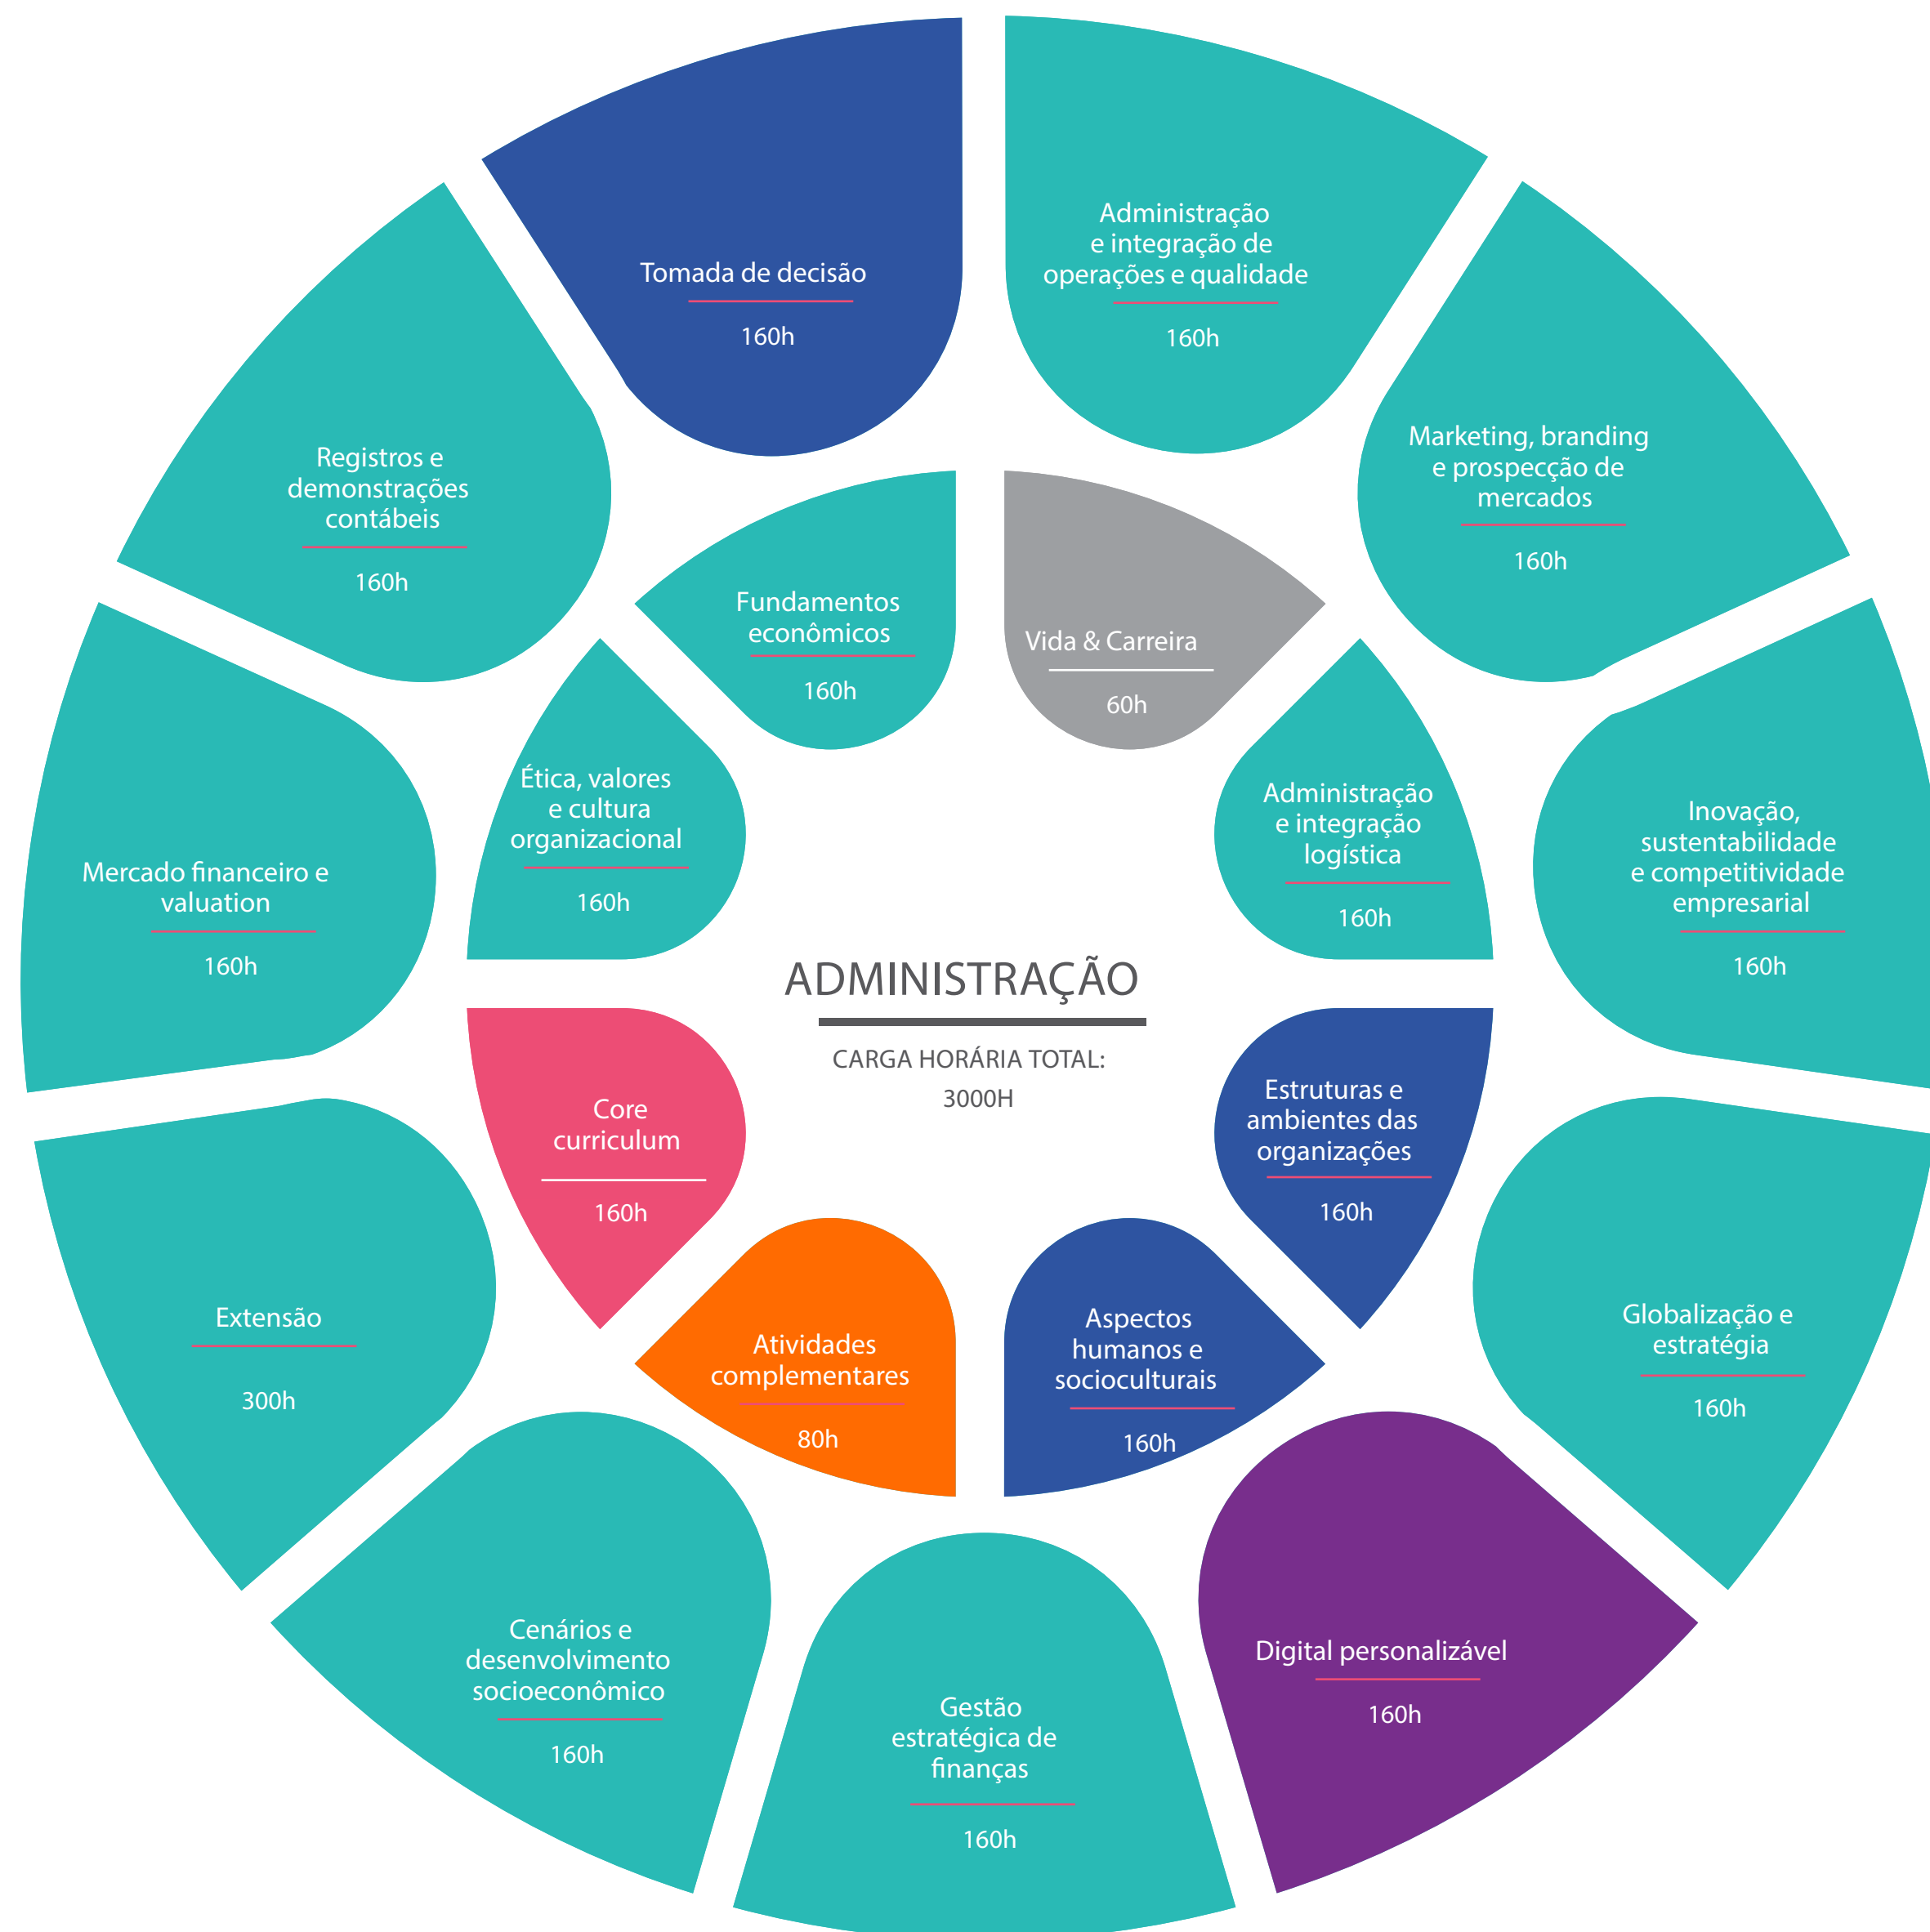 Tomada de decisão
160h
Administração
e integração de
operações e qualidade
160h
Marketing, branding
e prospecção de
mercados
160h
Registros e
demonstrações
contábeis
160h
Fundamentos
econômicos
160h
Vida & Carreira
60h
Ética, valores
e cultura
organizacional
160h
Administração
e integração
logística
160h
Inovação,
sustentabilidade
e competitividade
empresarial
160h
Mercado financeiro e
valuation
160h
ADMINISTRAÇÃO
CARGA HORÁRIA TOTAL:
3000H
Core
curriculum
160h
Estruturas e
ambientes das
organizações
160h
Extensão
300h
Atividades
complementares
80h
Aspectos
humanos e
socioculturais
160h
Globalização e
estratégia
160h
Cenários e
desenvolvimento
socioeconômico
160h
Gestão
estratégica de
finanças
160h
Digital personalizável
160h